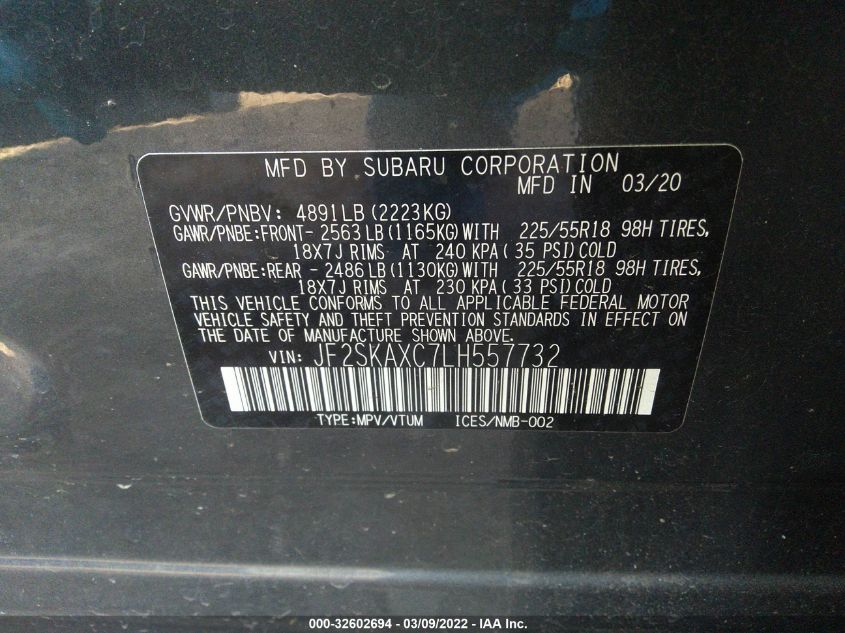 MFD BY SUBARU CORPORATION
MFD IN 03/20
GVWR/PNBV: 4891LB(2223KG)
GAWR/PNBE:FRONT- 2563LB(1165KG)WITH 225/55R18 98H TIRES,
18X7J RIMS AT 240 KPA( 35 PSI)COLD
GAWR/PNBE:REAR - 2486LB(1130KG)WITH 225/55R18 98H TIRES,
18X7J RIMS AT 230 KPA( 33 PSI)COLD
THIS VEHICLE CONFORMS TO ALL APPLICABLE FEDERAL MOTOR
VEHICLE SAFETY AND THEFT PREVENTION STANDARDS IN EFFECT ON
THE DATE OF MANUFACTURE SHOWN ABOVE.
VIN: JF2SKAXC7LH557732
TYPE:MPV/VTUM ICES/NMB-002
000-32602694 - 03/09/2022 - IAA Inc.